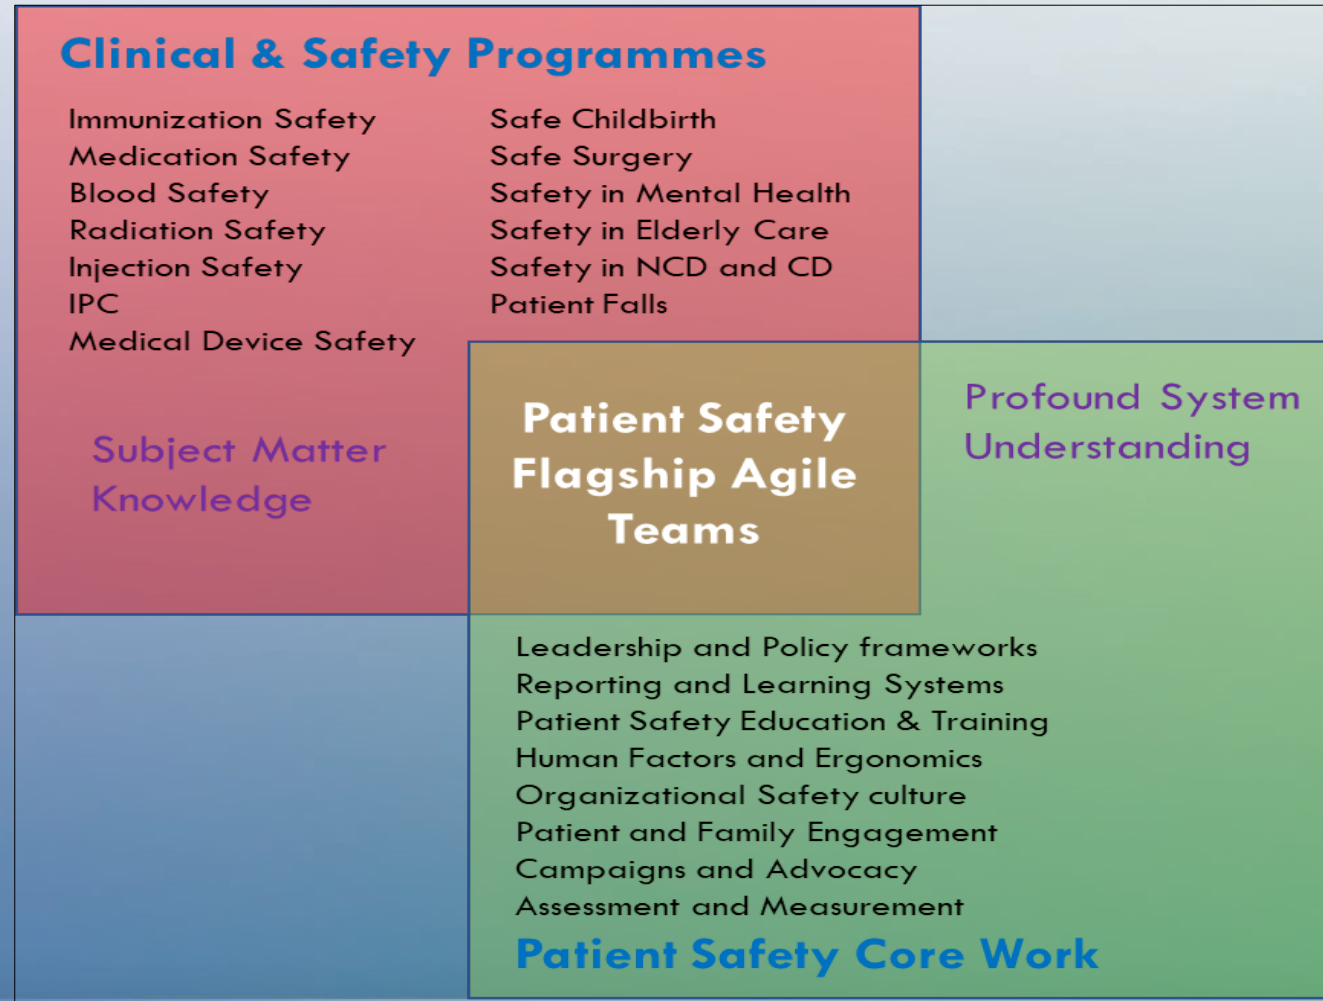 Clinical & Safety Programmes
Immunization Safety
Medication Safety
Blood Safety
Radiation Safety
Injection Safety
IPC
Medical Device Safety
Safe Childbirth
Safe Surgery
Safety in Mental Health
Safety in Elderly Care
Safety in NCD and CD
Patient Falls
Subject Matter
Knowledge
Patient Safety
Flagship Agile
Teams
Profound System
Understanding
Leadership and Policy frameworks
Reporting and Learning Systems
Patient Safety Education & Training
Human Factors and Ergonomics
Organizational Safety culture
Patient and Family Engagement
Campaigns and Advocacy
Assessment and Measurement
Patient Safety Core Work